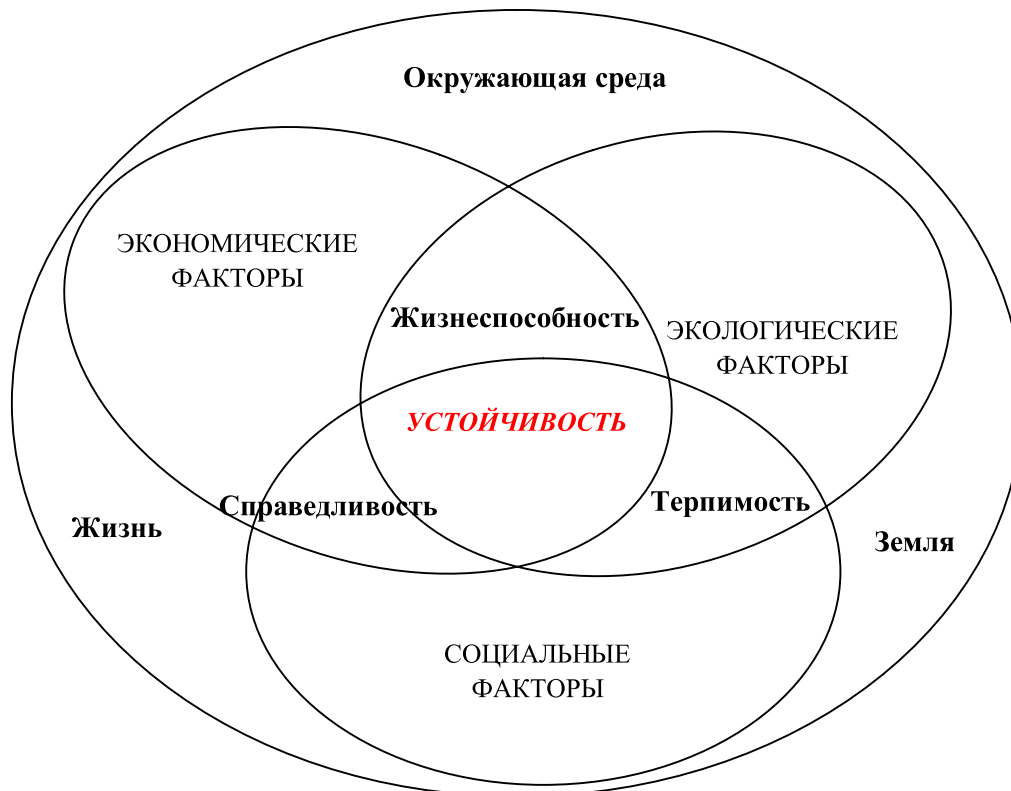 Окружающая среда
ЭКОНОМИЧЕСКИЕ
ФАКТОРЫ
Жизнеспособность
ЭКОЛОГИЧЕСКИЕ
ФАКТОРЫ
УСТОЙЧИВОСТЬ
Справедливость
Терпимость
Жизнь
Земля
СОЦИАЛЬНЫЕ
ФАКТОРЫ